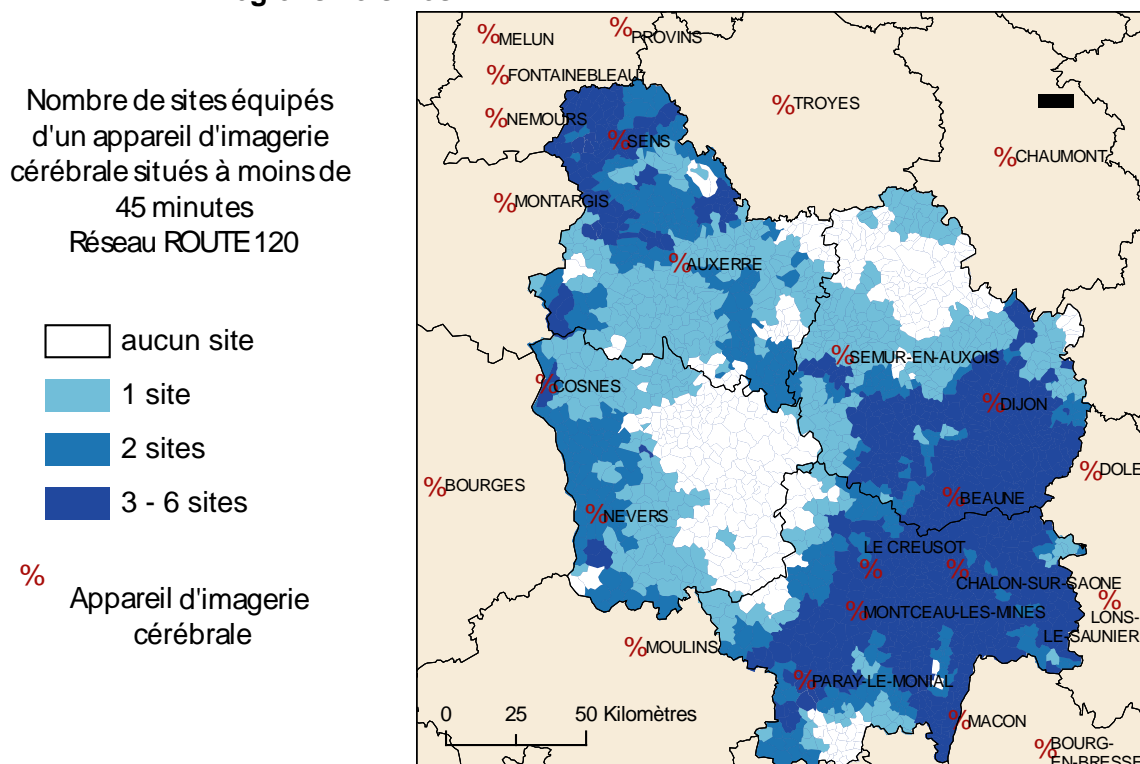 Nombre de sites équipés
d'un appareil d'imagerie
cérébrale situés à moins de
45 minutes
Réseau ROUTE 120
aucun site
1 site
2 sites
3 - 6 sites
%
Appareil d'imagerie
cérébrale
%MELUN
%PROVINS
%FONTAINEBLEAU
%TROYES
%NEMOURS
%SENS
%CHAUMONT
%MONTARGIS
%AUXERRE
%SEMUR-EN-AUXOIS
%COSNES
%DIJON
%DOLE
%BOURGES
%BEAUNE
%NEVERS
LE CREUSOT
%
%
CHALON-SUR-SAONE
%MONTCEAU-LES-MINES
%
LONS-
LE-SAUNIER
%MOULINS
%PARAY-LE-MONIAL
%MACON
%BOURG-
EN-BRESSE
0 25 50 Kilomètres